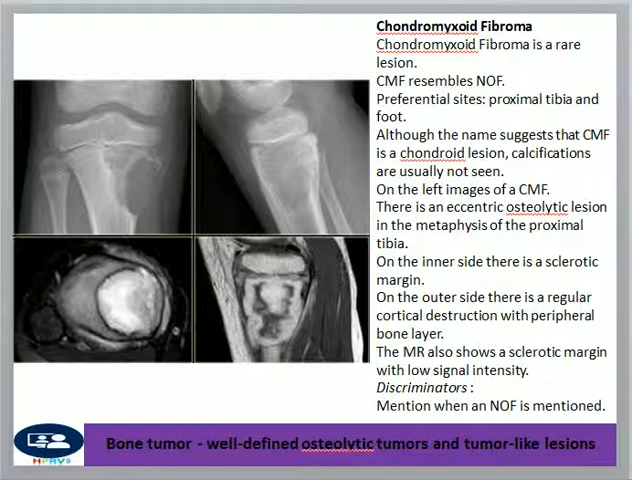 Chondromyxoid Fibroma
Chondromyxoid Fibroma is a rare
lesion.
CMF resembles NOF.
Preferential sites: proximal tibia and
foot.
Although the name suggests that CMF
is a chondroid lesion, calcifications
are usually not seen.
On the left images of a CMF.
There is an eccentric osteolytic lesion
in the metaphysis of the proximal
tibia.
On the inner side there is a sclerotic
margin.
On the outer side there is a regular
cortical destruction with peripheral
bone layer.
The MR also shows a sclerotic margin
with low signal intensity.
Discriminators :
Mention when an NOF is mentioned.
Bone tumor - well-defined osteolytic tumors and tumor-like lesions